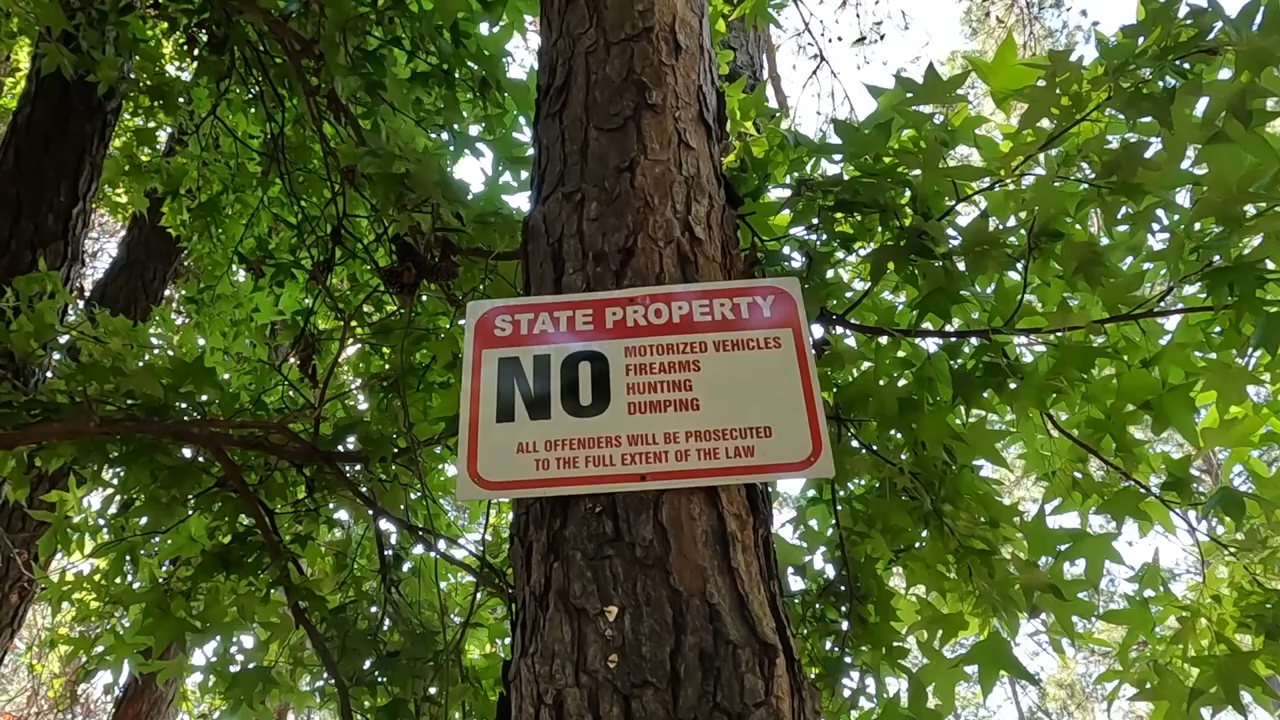 STATE PROPERTY
NO
MOTORIZED VEHICLES
FIREARMS
HUNTING
DUMPING
ALL OFFENDERS WILL BE PROSECUTED
TO THE FULL EXTENT OF THE LAW